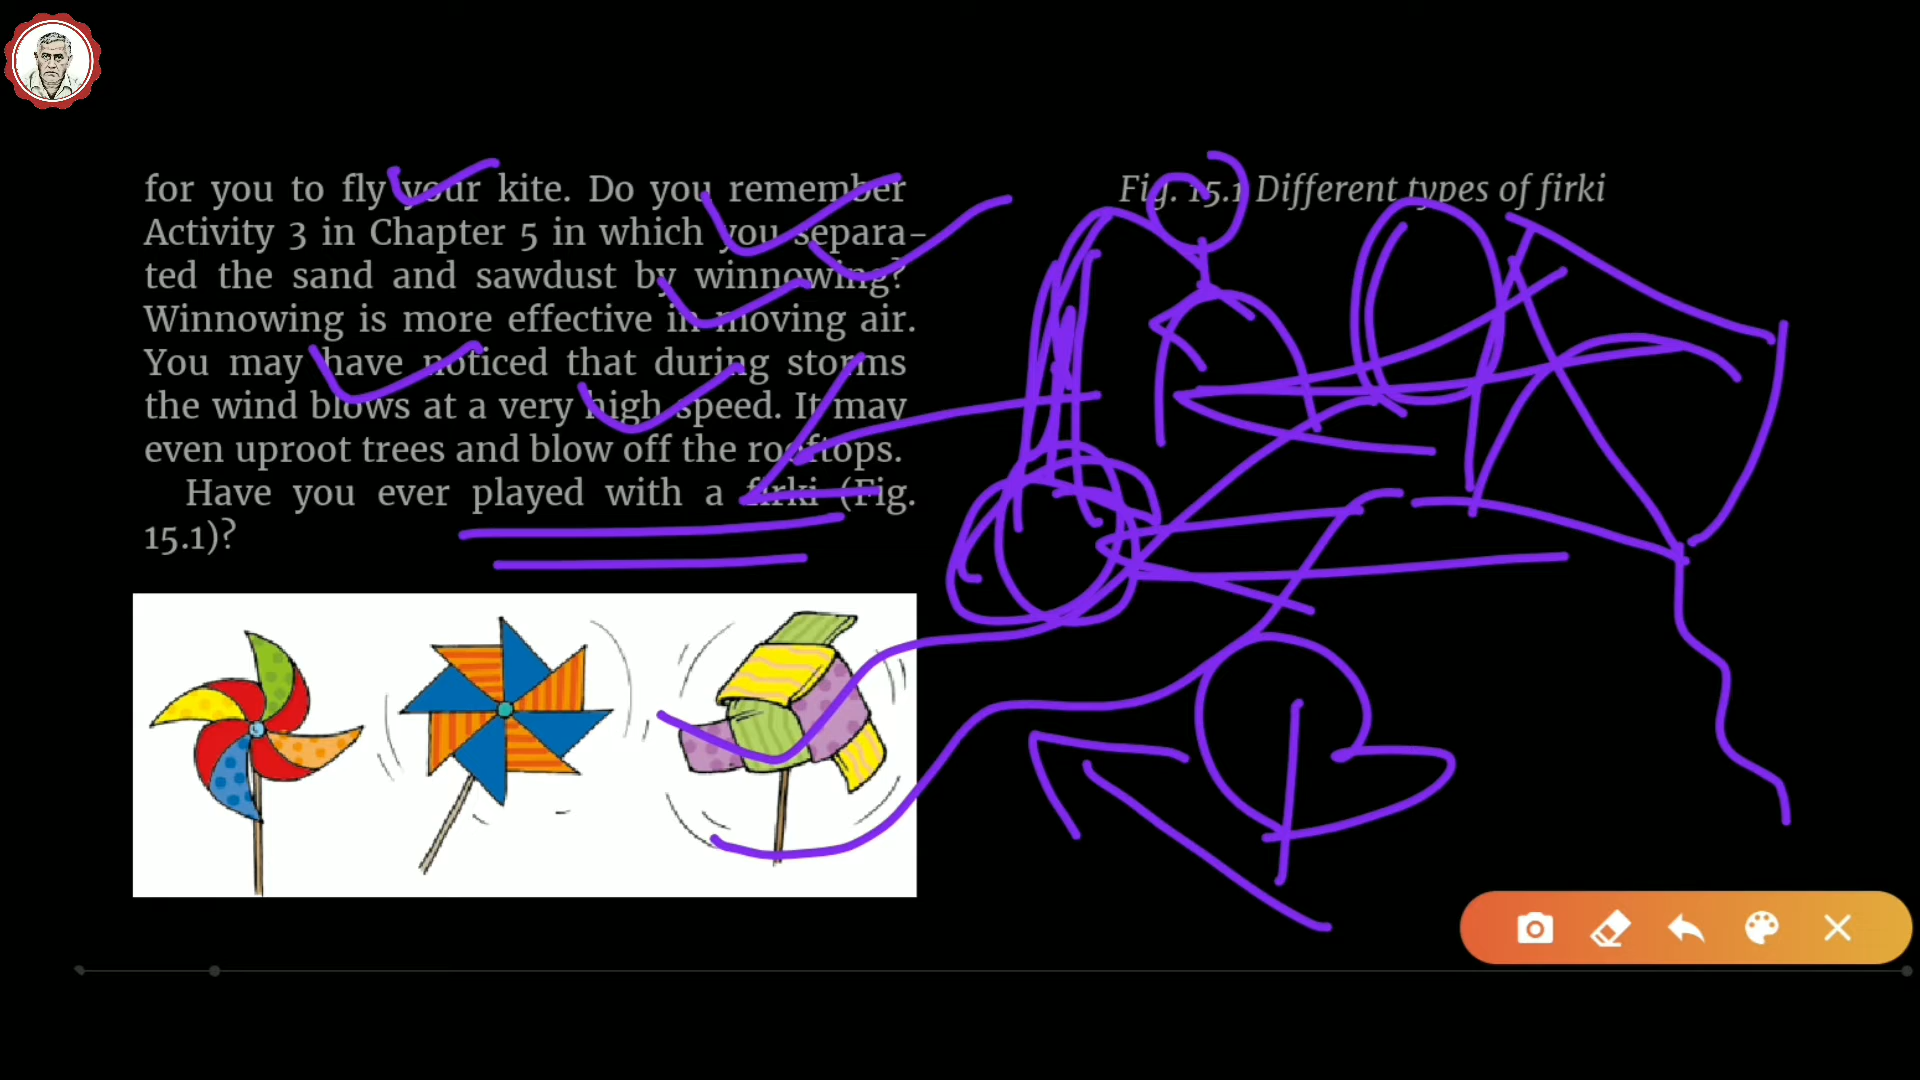 for you to fly your kite. Do you remember
Activity 3 in Chapter 5 in which you separa-
ted the sand and sawdust by winnowing?
Winnowing is more effective in moving air.
You may have noticed that during storms
the wind blows at a very high speed. It may
even uproot trees and blow off the rooftops.
Have you ever played with a firki (Fig.
15.1)?
Fig. 15.1 Different types of firki